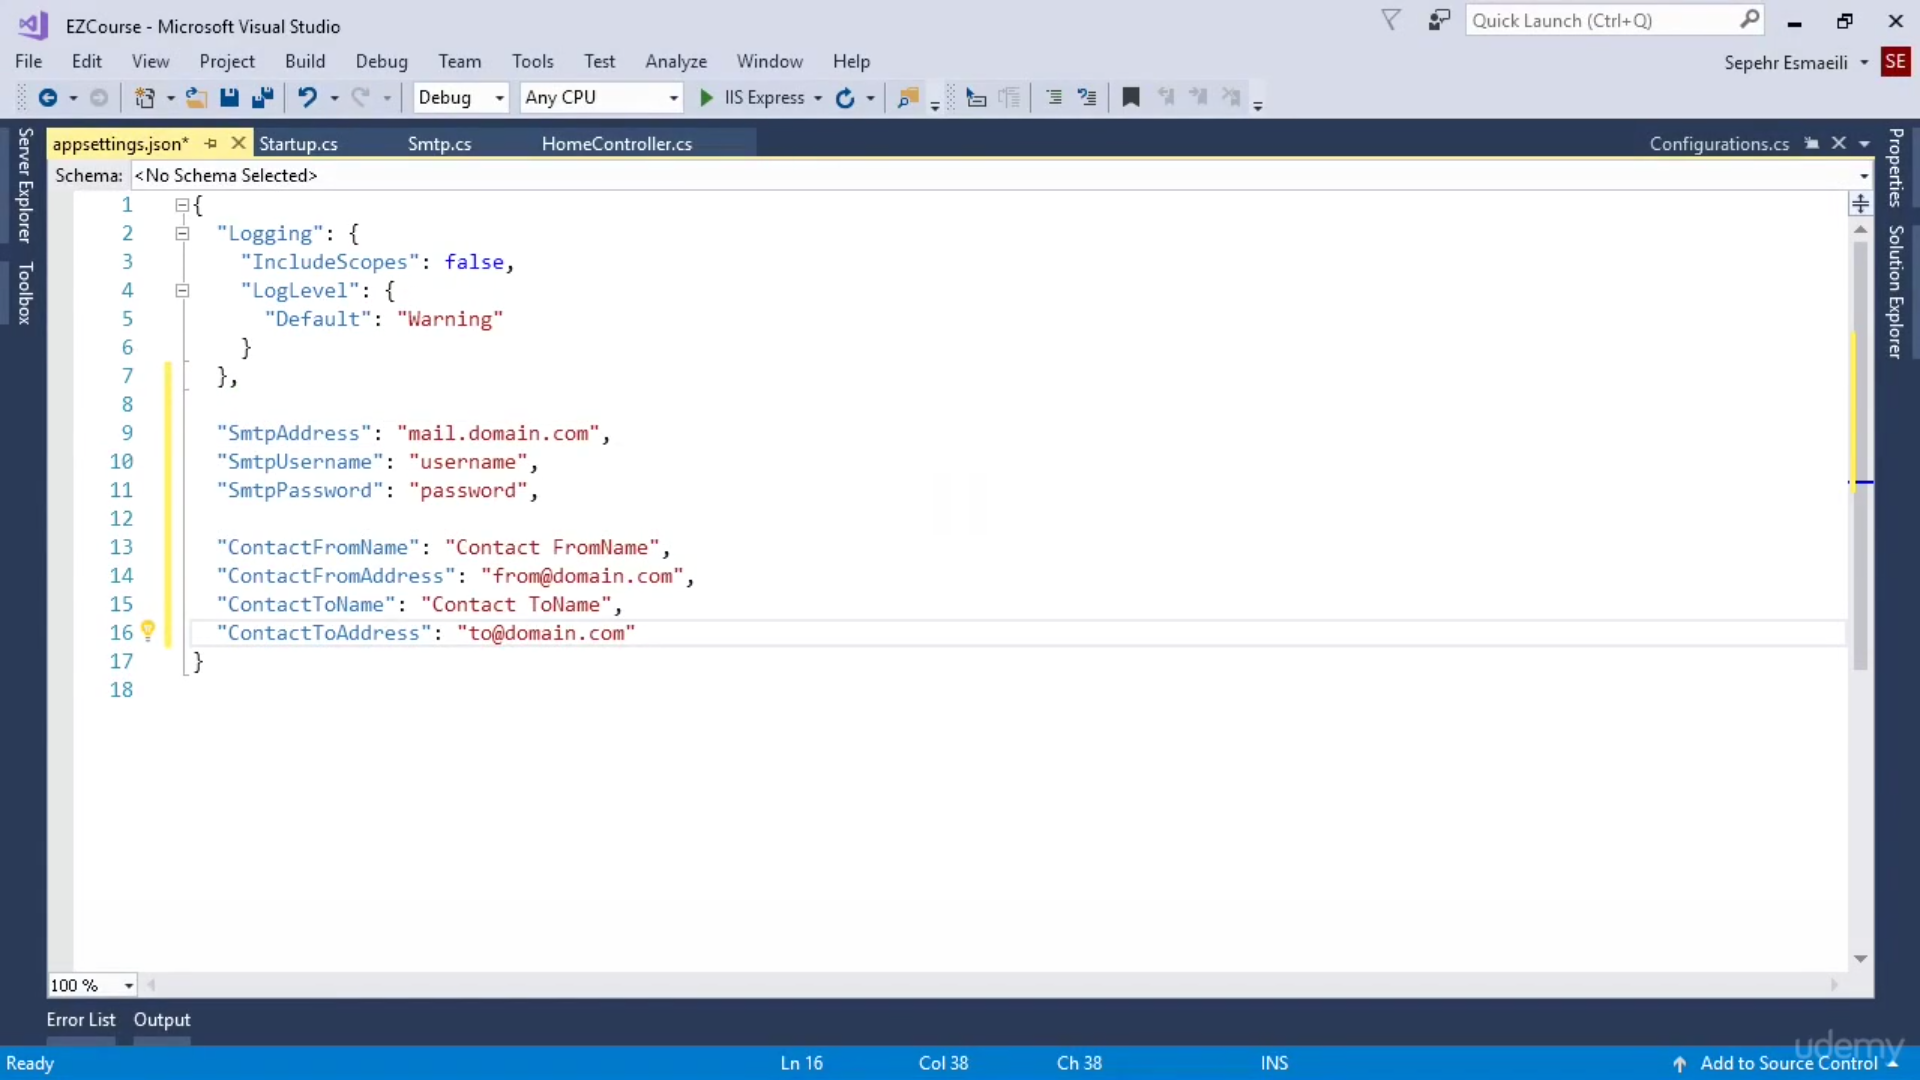 EZCourse - Microsoft Visual Studio
Quick Launch (Ctrl+Q)
File Edit View Project Build Debug Team Tools Test Analyze Window Help
Sepehr Esmaeili SE
Debug Any CPU IIS Express
appsettings.json* Startup.cs Smtp.cs HomeController.cs Configurations.cs
Schema: <No Schema Selected>
Server Explorer
Toolbox
Properties
Solution Explorer
1 {
2 "Logging": {
3 "IncludeScopes": false,
4 "LogLevel": {
5 "Default": "Warning"
6 }
7 },
8
9 "SmtpAddress": "mail.domain.com",
10 "SmtpUsername": "username",
11 "SmtpPassword": "password",
12
13 "ContactFromName": "Contact FromName",
14 "ContactFromAddress": "from@domain.com",
15 "ContactToName": "Contact ToName",
16 "ContactToAddress": "to@domain.com"
17 }
18
100 %
Error List Output
Ready Ln 16 Col 38 Ch 38 INS Add to Source Control
udemy